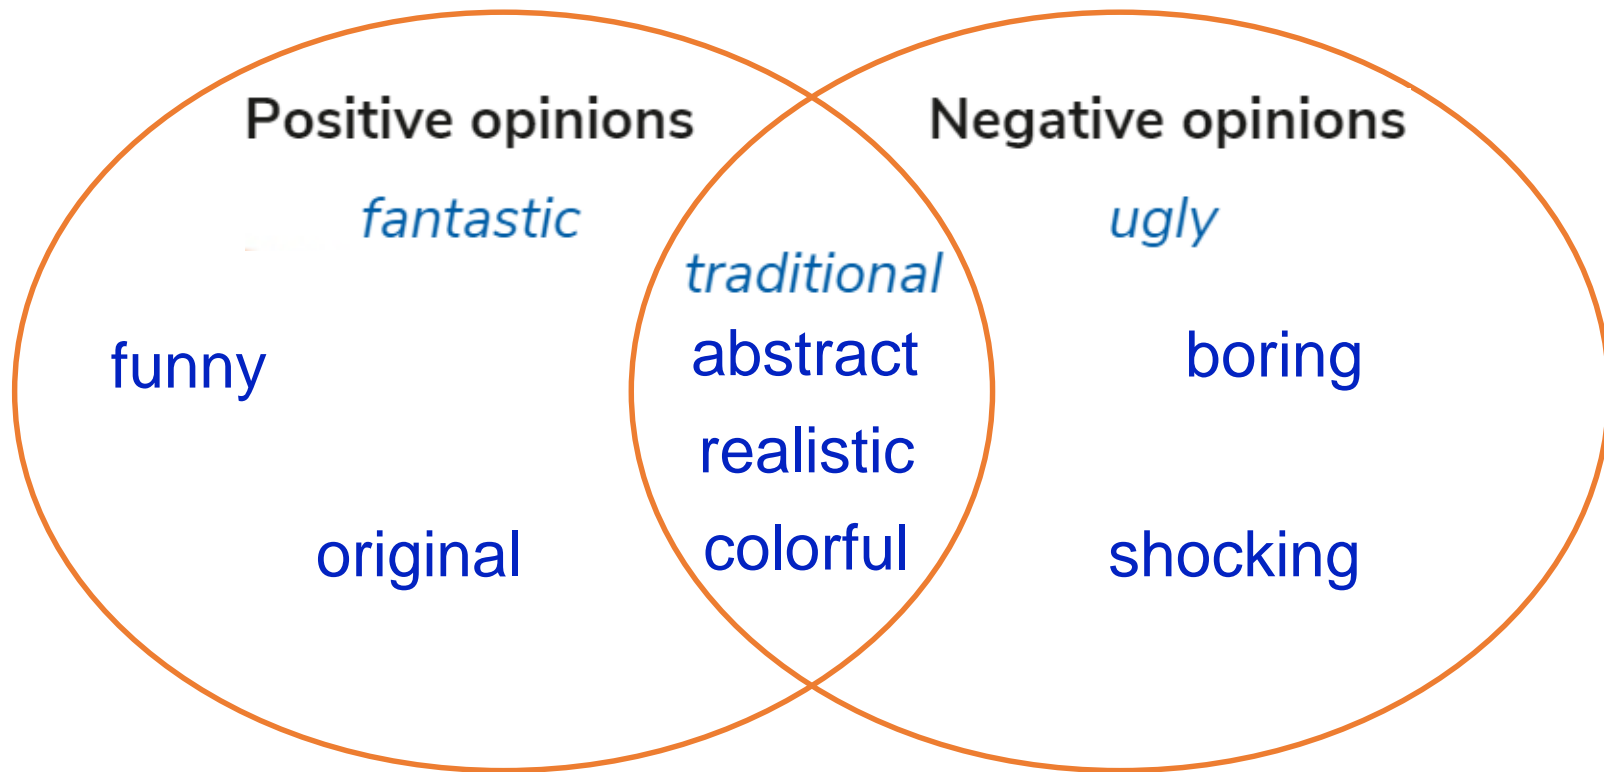 Positive opinions
Negative opinions
fantastic
ugly
traditional
funny
abstract
boring
realistic
original
colorful
shocking